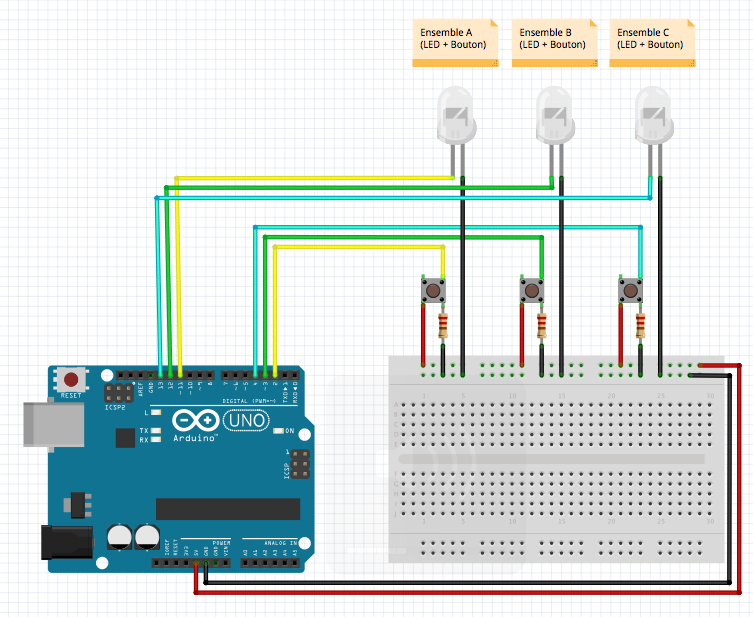 Ensemble A
(LED + Bouton)
Ensemble B
(LED + Bouton)
Ensemble C
(LED + Bouton)
RESET
ICSP2
AREF
GND
13
12
~11
~10
~9
8
7
~6
~5
4
~3
2
TX0▶1
RX0◀0
DIGITAL (PWM=~)
L
TX
RX
Arduino
UNO
ON
ICSP
1
IOREF
RESET
3V3
5V
GND
GND
VIN
POWER
ANALOG IN
A0
A1
A2
A3
A4
A5
1
5
10
15
20
25
30
1
5
10
15
20
25
30